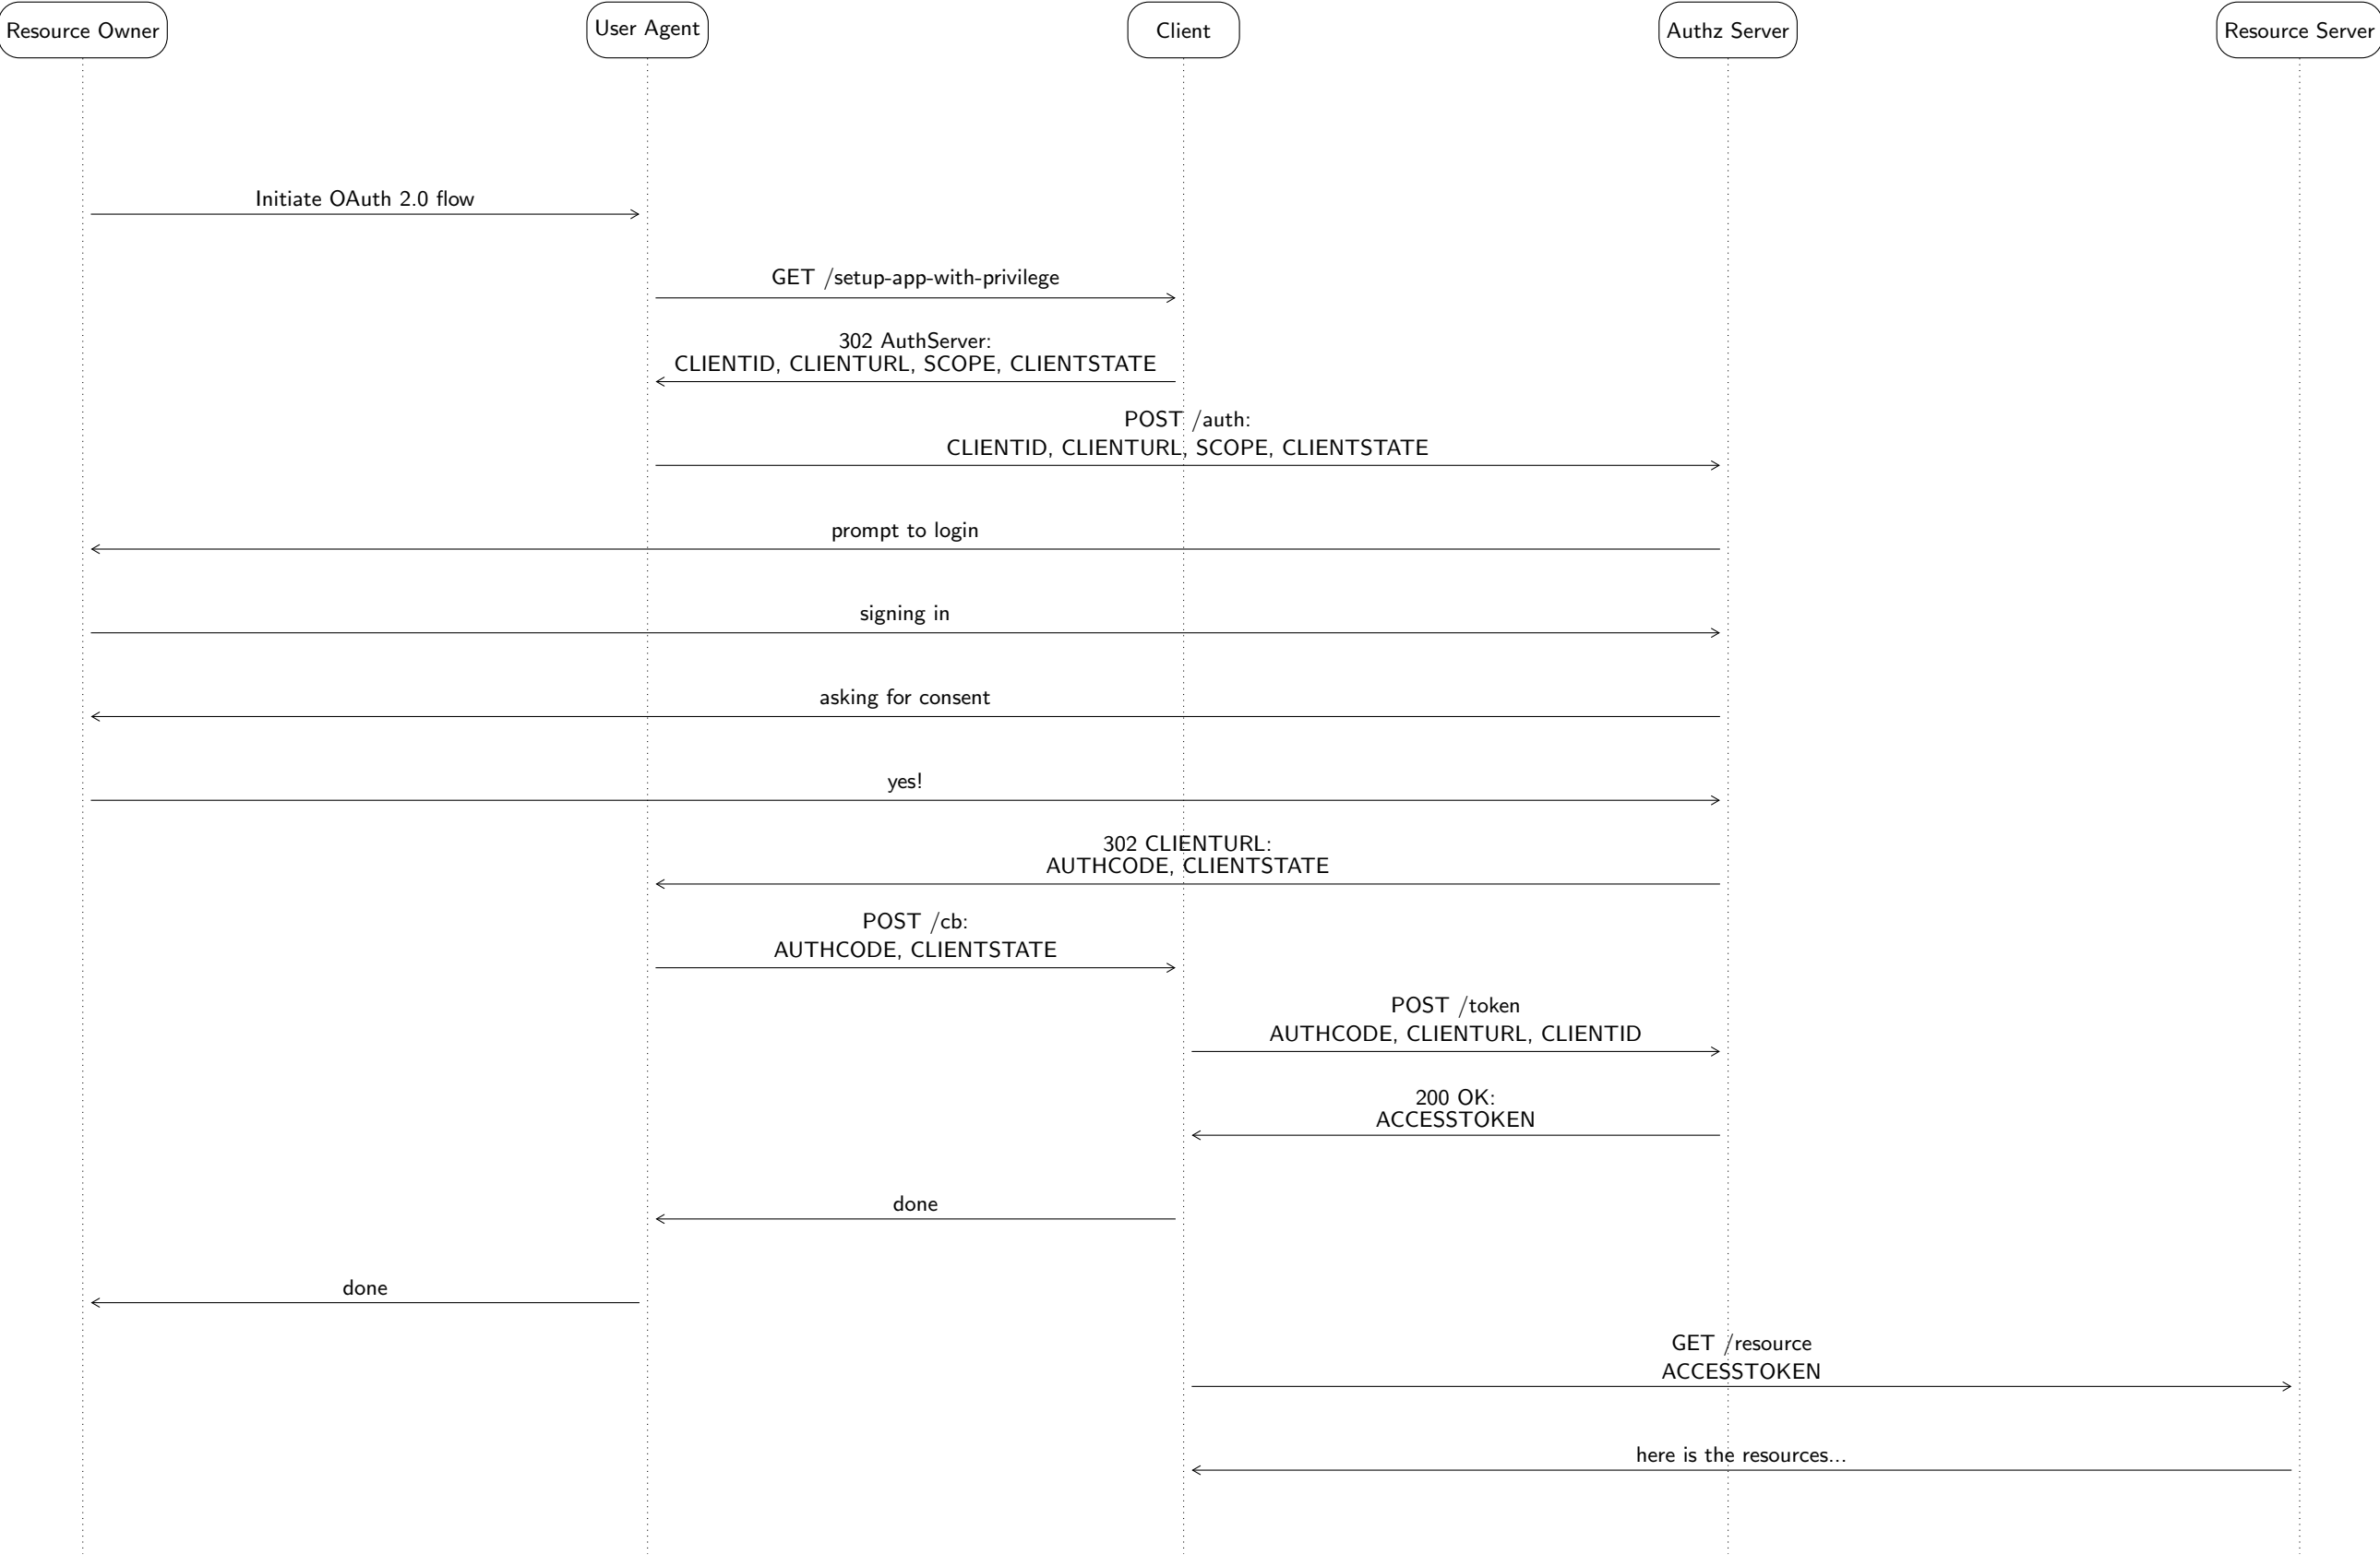 Resource Owner
User Agent
Client
Authz Server
Resource Server
Initiate OAuth 2.0 flow
GET /setup-app-with-privilege
302 AuthServer:
CLIENTID, CLIENTURL, SCOPE, CLIENTSTATE
POST /auth:
CLIENTID, CLIENTURL, SCOPE, CLIENTSTATE
prompt to login
signing in
asking for consent
yes!
302 CLIENTURL:
AUTHCODE, CLIENTSTATE
POST /cb:
AUTHCODE, CLIENTSTATE
POST /token
AUTHCODE, CLIENTURL, CLIENTID
200 OK:
ACCESSTOKEN
done
done
GET /resource
ACCESSTOKEN
here is the resources...